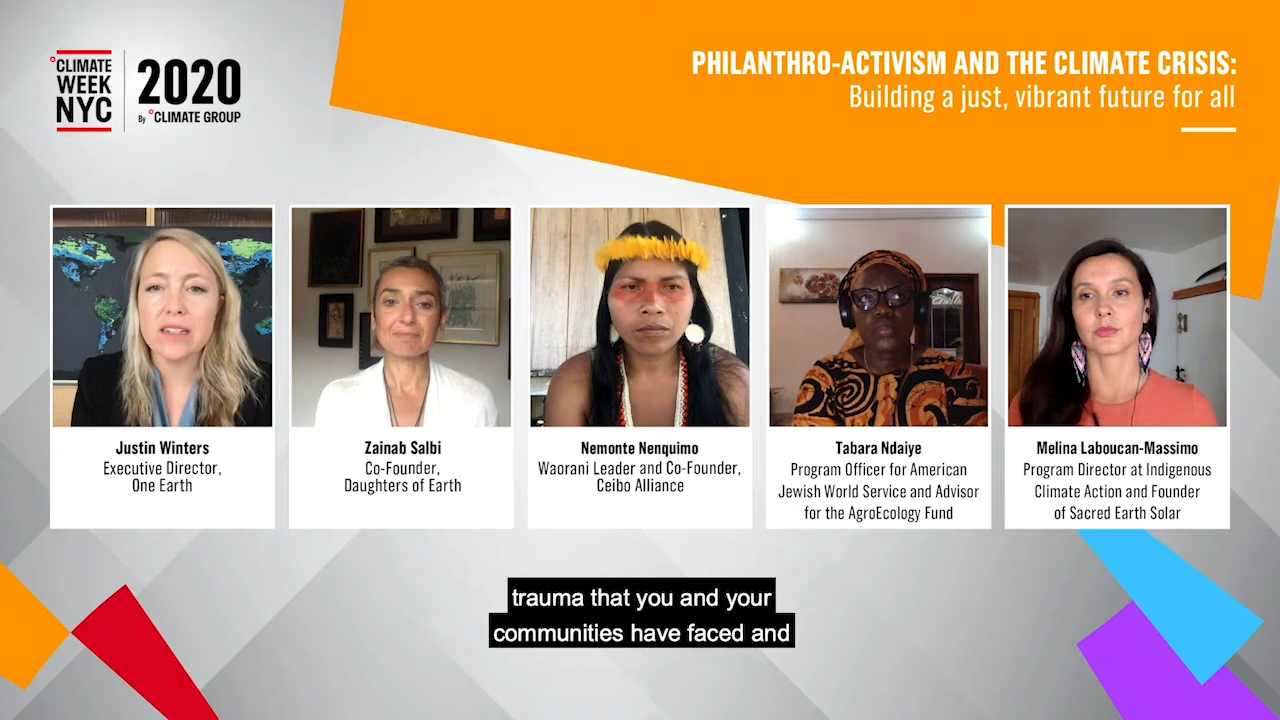 °CLIMATE
WEEK
NYC
2020
By °CLIMATE GROUP
PHILANTHRO-ACTIVISM AND THE CLIMATE CRISIS:
Building a just, vibrant future for all
Justin Winters
Executive Director,
One Earth
Zainab Salbi
Co-Founder,
Daughters of Earth
Nemonte Nenquimo
Waorani Leader and Co-Founder,
Ceibo Alliance
Tabara Ndaiye
Program Officer for American
Jewish World Service and Advisor
for the AgroEcology Fund
Melina Laboucan-Massimo
Program Director at Indigenous
Climate Action and Founder
of Sacred Earth Solar
trauma that you and your
communities have faced and